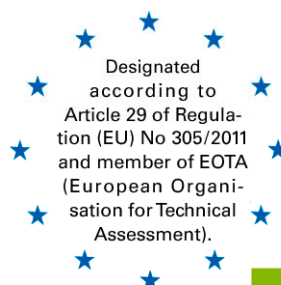 Designated
according to
Article 29 of Regula-
tion (EU) No 305/2011
and member of EOTA
(European Organi-
sation for Technical
Assessment).